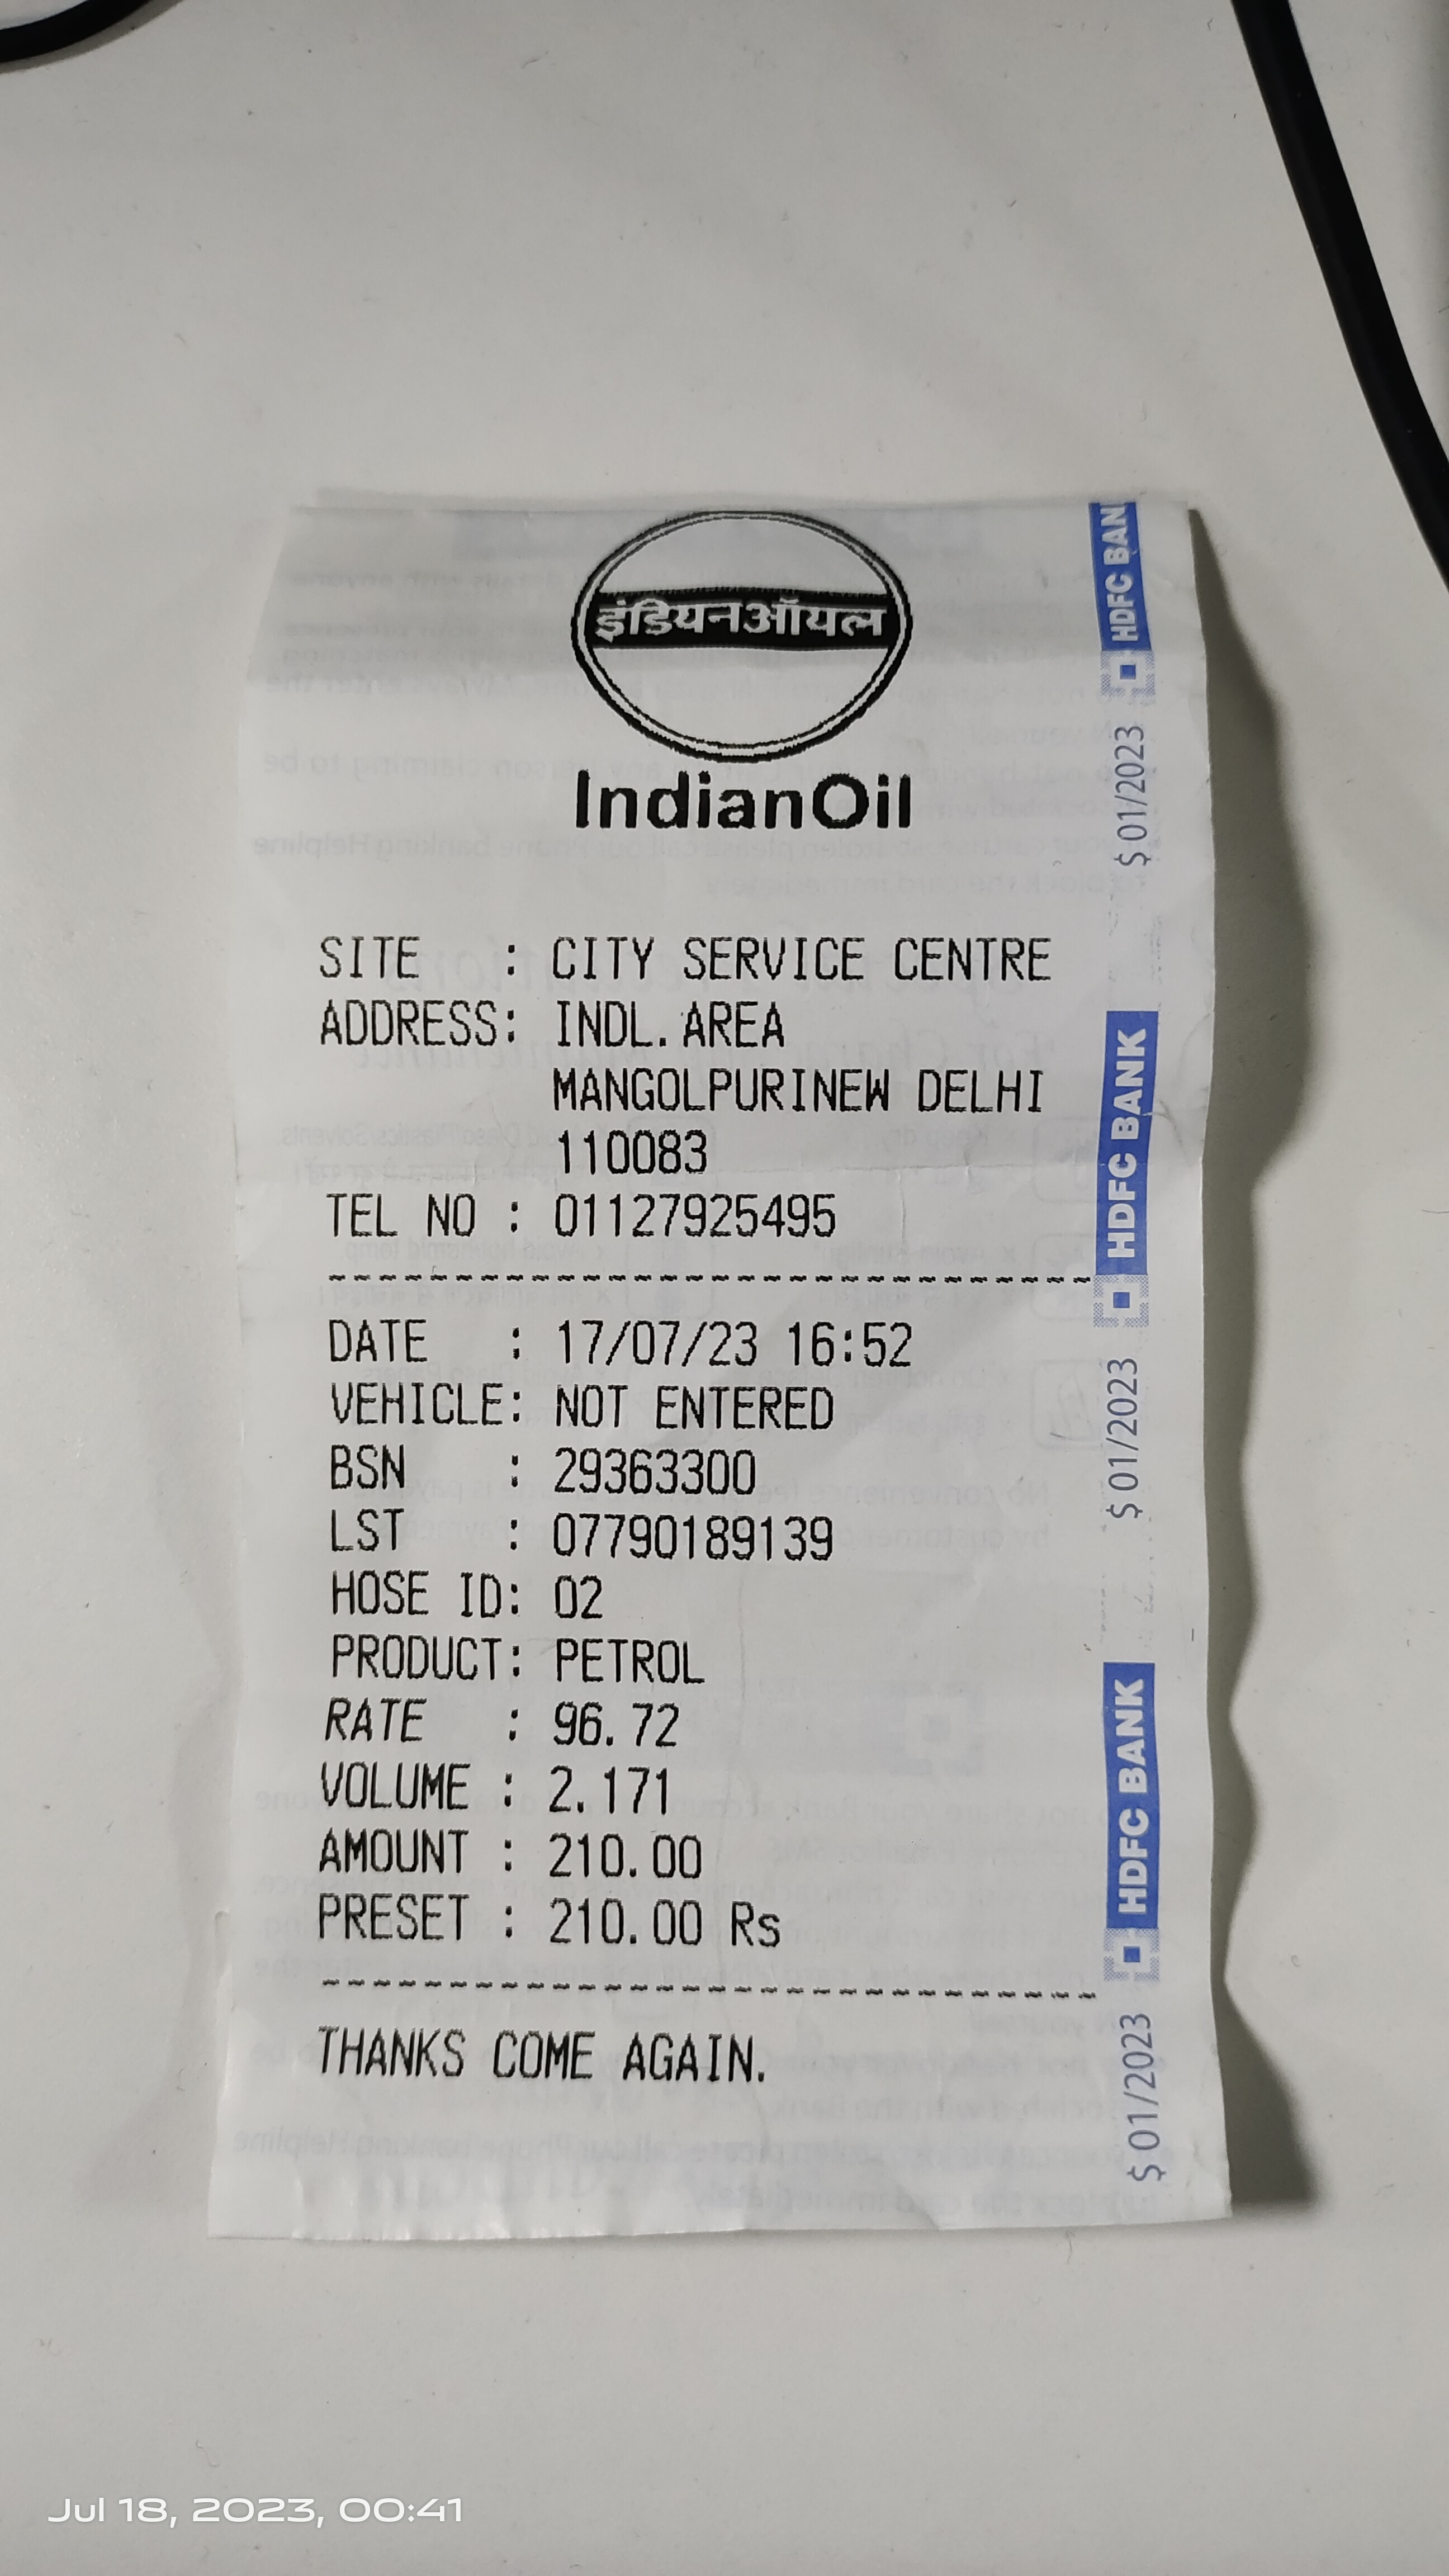 इंडियनऑयल
IndianOil
SITE : CITY SERVICE CENTRE
ADDRESS: INDL. AREA
MANGOLPURINEW DELHI
110083
TEL NO : 01127925495
--------------------------------
DATE : 17/07/23 16:52
VEHICLE: NOT ENTERED
BSN : 29363300
LST : 07790189139
HOSE ID: 02
PRODUCT: PETROL
RATE : 96.72
VOLUME : 2.171
AMOUNT : 210.00
PRESET : 210.00 Rs
--------------------------------
THANKS COME AGAIN.
HDFC BAN
$ 01/2023
HDFC BANK
$ 01/2023
HDFC BANK
$ 01/2023
Jul 18, 2023, 00:41